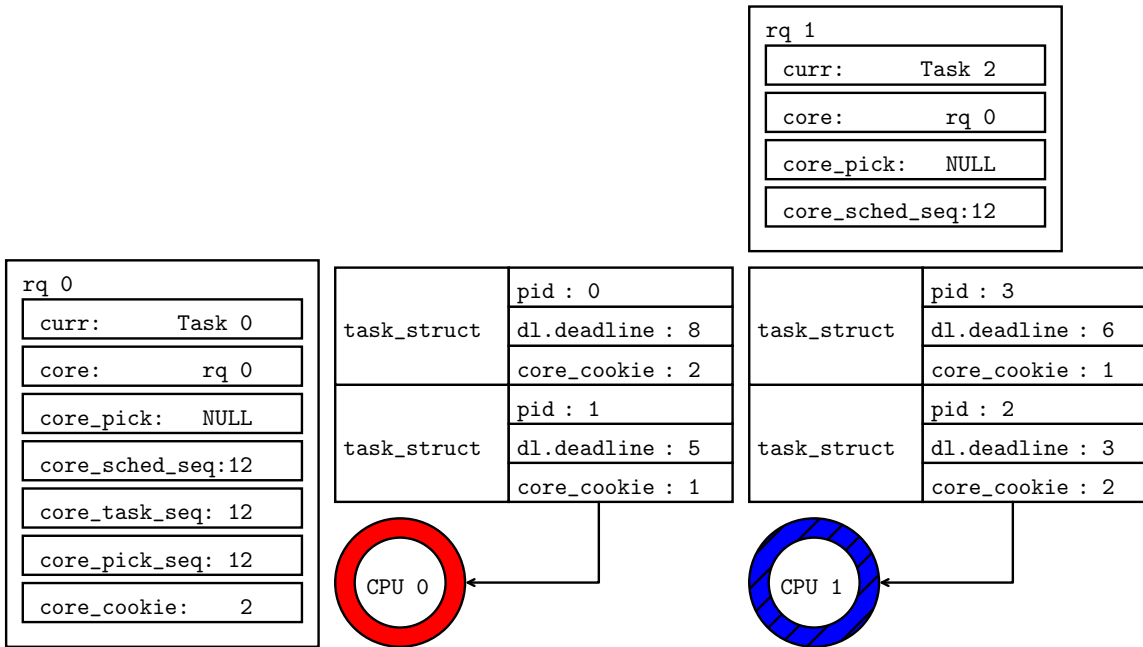 rq 1
curr: Task 2
core: rq 0
core_pick: NULL
core_sched_seq:12
rq 0
curr: Task 0
core: rq 0
core_pick: NULL
core_sched_seq:12
core_task_seq: 12
core_pick_seq: 12
core_cookie: 2
task_struct
pid : 0
dl.deadline : 8
core_cookie : 2
task_struct
pid : 1
dl.deadline : 5
core_cookie : 1
task_struct
pid : 3
dl.deadline : 6
core_cookie : 1
task_struct
pid : 2
dl.deadline : 3
core_cookie : 2
CPU 0
CPU 1